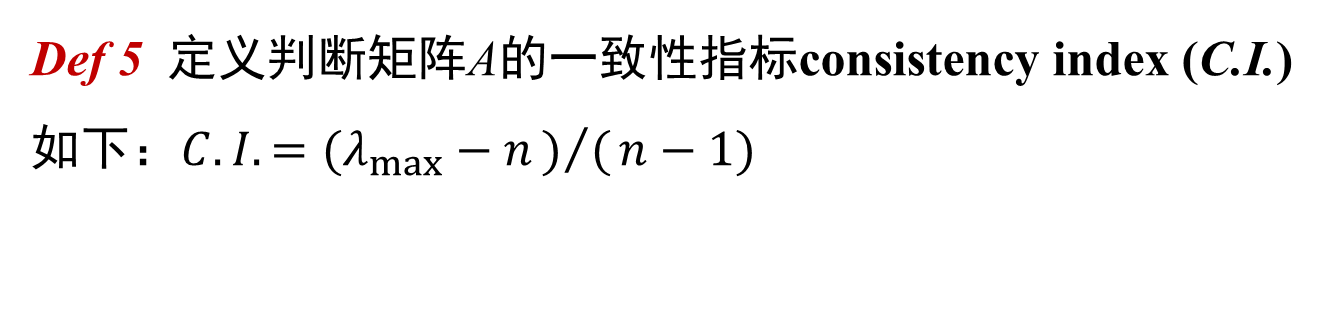 Def 5 定义判断矩阵A的一致性指标consistency index (C.I.)
如下：C.I.= (λmax − n)/(n − 1)